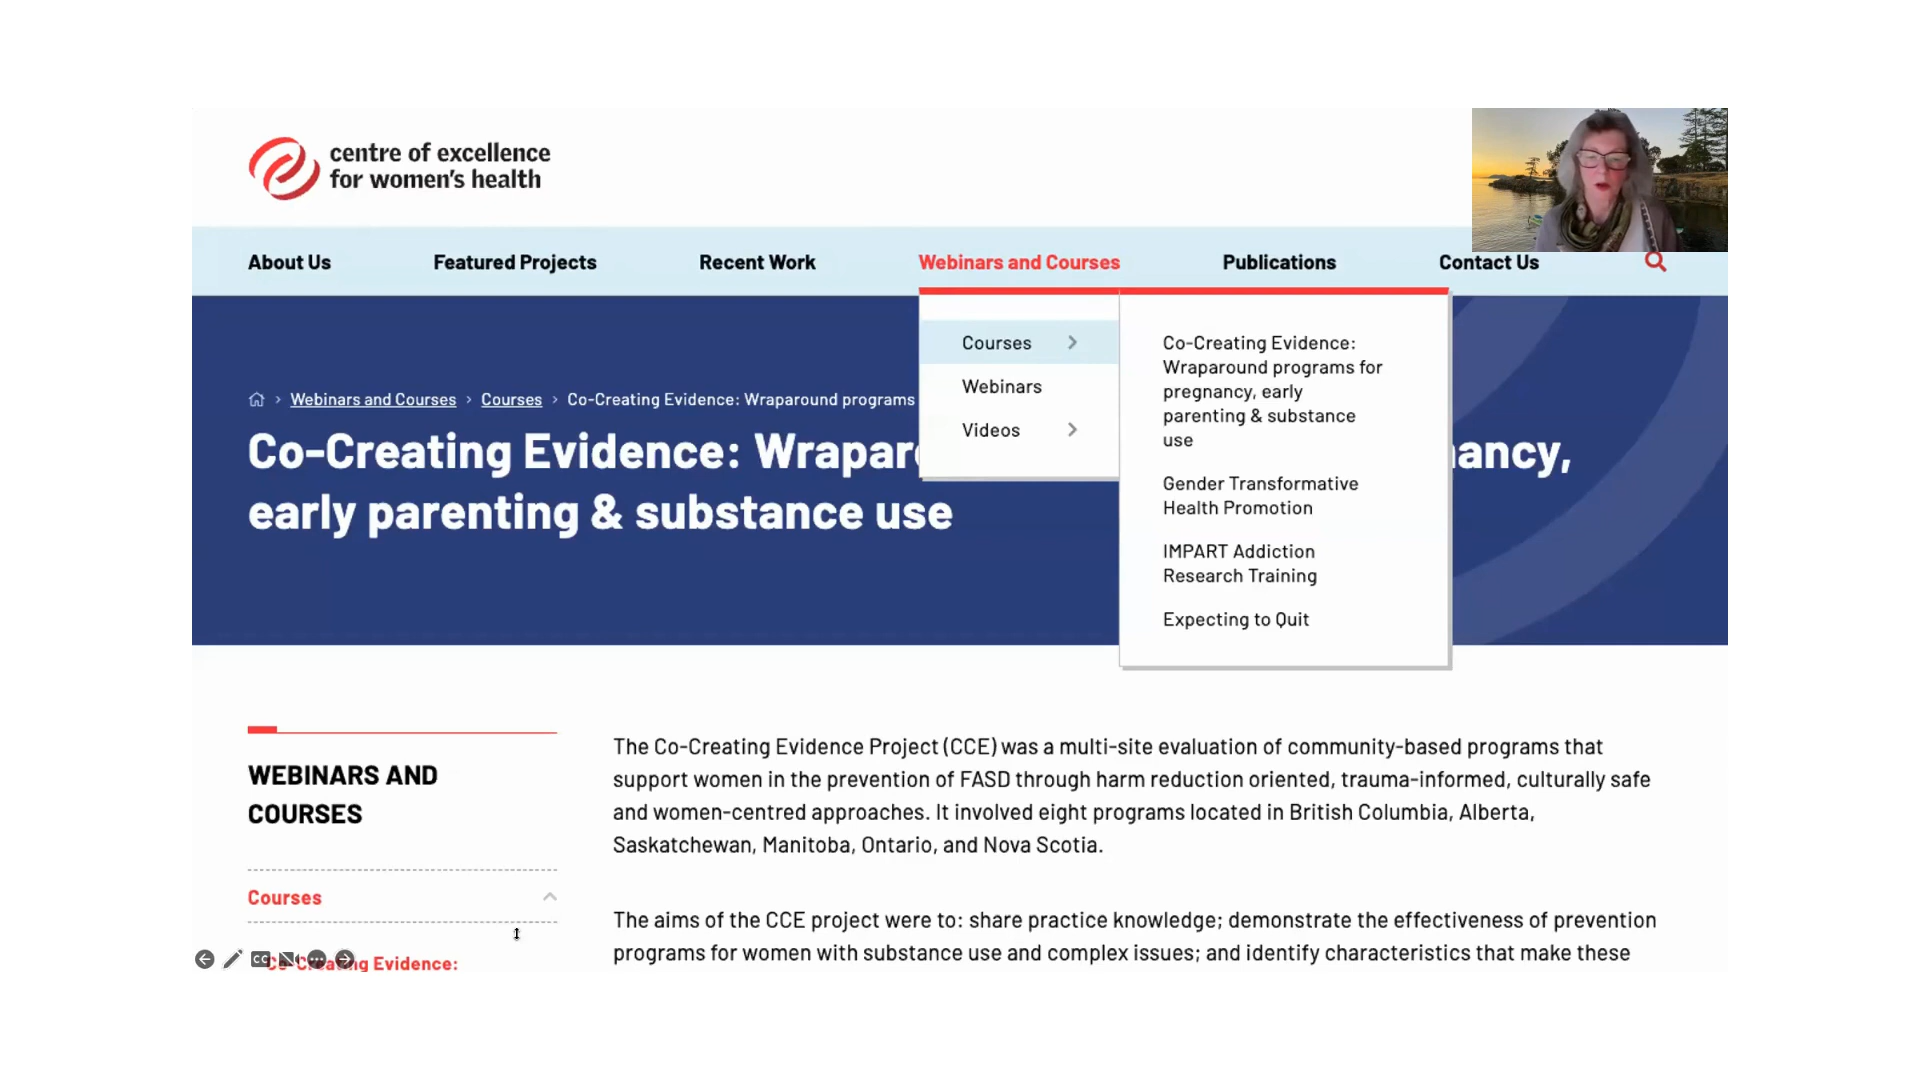 centre of excellence
for women's health
About Us
Featured Projects
Recent Work
Webinars and Courses
Publications
Contact Us
Courses
Webinars
Videos
Co-Creating Evidence:
Wraparound programs for
pregnancy, early
parenting & substance
use
Gender Transformative
Health Promotion
IMPART Addiction
Research Training
Expecting to Quit
Webinars and Courses > Courses > Co-Creating Evidence: Wraparound programs
Co-Creating Evidence: Wrapar ancy,
early parenting & substance use
WEBINARS AND
COURSES
Courses
Co-Creating Evidence:
CC
The Co-Creating Evidence Project (CCE) was a multi-site evaluation of community-based programs that
support women in the prevention of FASD through harm reduction oriented, trauma-informed, culturally safe
and women-centred approaches. It involved eight programs located in British Columbia, Alberta,
Saskatchewan, Manitoba, Ontario, and Nova Scotia.
The aims of the CCE project were to: share practice knowledge; demonstrate the effectiveness of prevention
programs for women with substance use and complex issues; and identify characteristics that make these